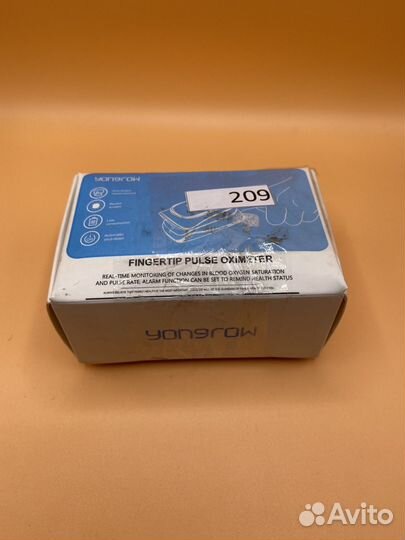 YONGROW
209
FINGERTIP PULSE OXIMETER
REAL-TIME MONITORING OF CHANGES IN BLOOD OXYGEN SATURATION
AND PULSE RATE: ALARM FUNCTION CAN BE SET TO REMIND HEALTH STATUS
YONGROW
Avito